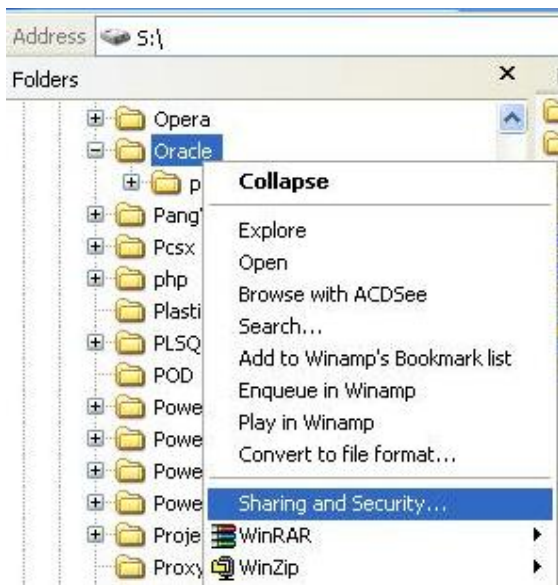 Address S:\
Folders
Opera
Oracle
p
Collapse
Pang
Explore
Pcsx
Open
php
Browse with ACDSee
Plasti
Search...
PLSQ
Add to Winamp's Bookmark list
POD
Enqueue in Winamp
Powe
Play in Winamp
Powe
Convert to file format...
Powe
Powe
Sharing and Security...
Proje
WinRAR
Proxy
WinZip